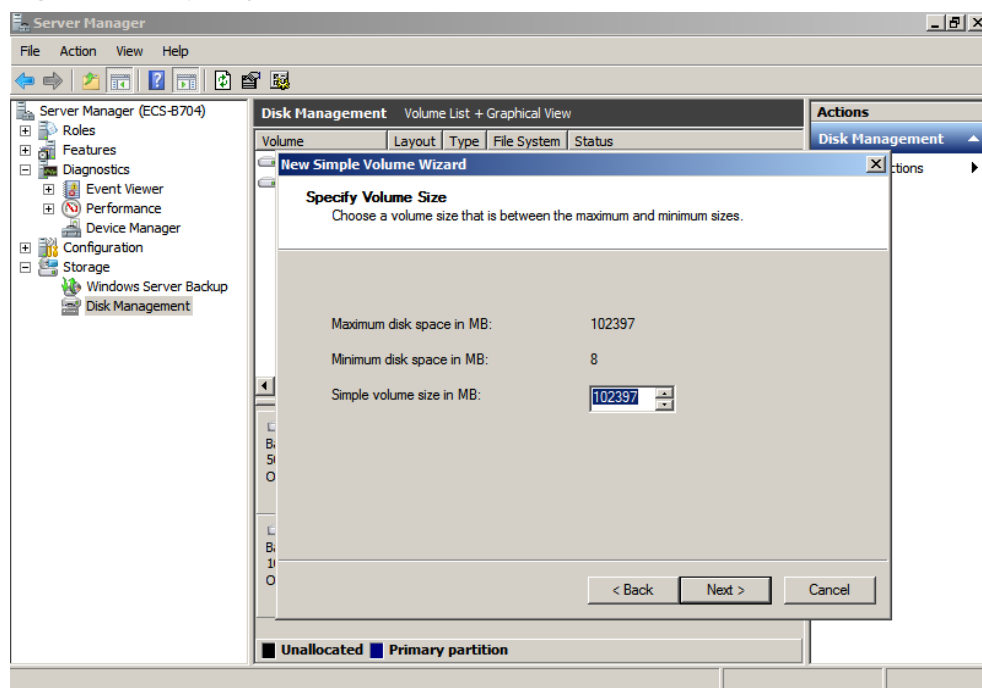 Server Manager
File Action View Help
Server Manager (ECS-B704)
Roles
Features
Diagnostics
Event Viewer
Performance
Device Manager
Configuration
Storage
Windows Server Backup
Disk Management
Disk Management Volume List + Graphical View
Volume Layout Type File System Status
New Simple Volume Wizard
Specify Volume Size
Choose a volume size that is between the maximum and minimum sizes.
Maximum disk space in MB: 102397
Minimum disk space in MB: 8
Simple volume size in MB: 102397
< Back Next > Cancel
Unallocated Primary partition
Actions
Disk Management